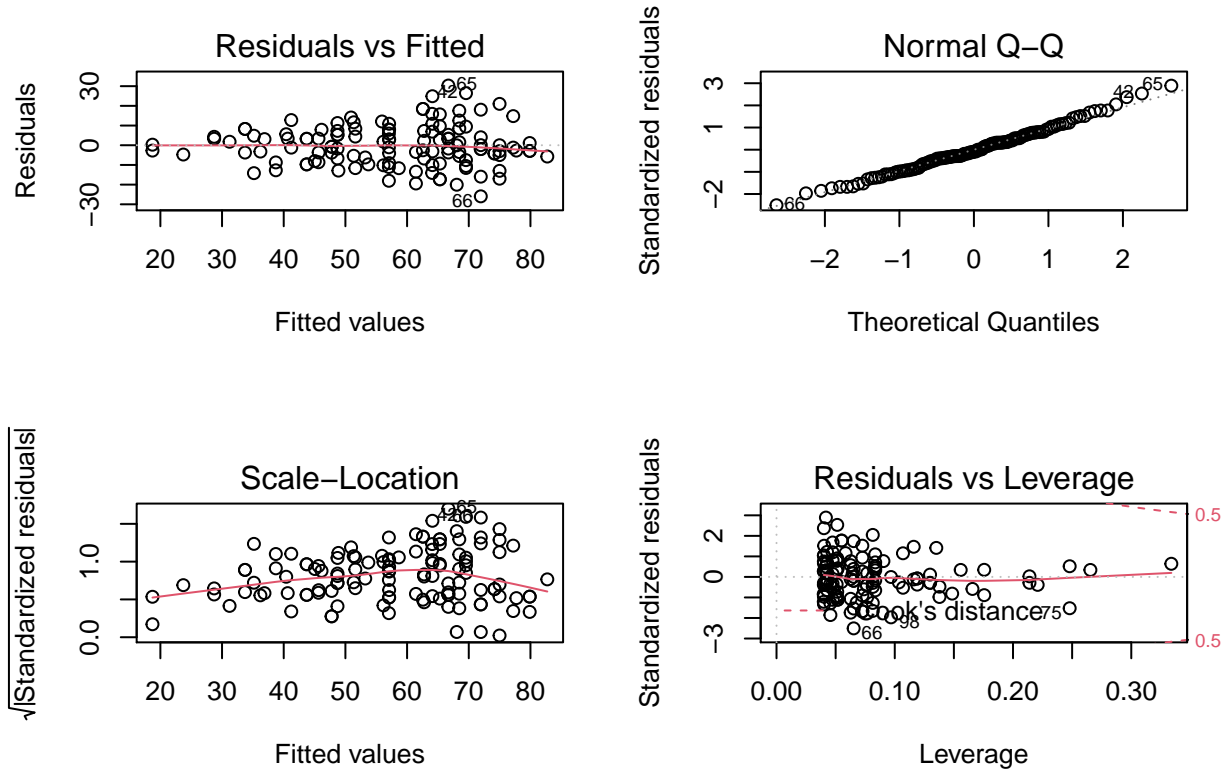 Residuals vs Fitted
Residuals
30
0
−30
65
42
66
20 30 40 50 60 70 80
Fitted values
Normal Q−Q
Standardized residuals
3
1
−2
42 65
66
−2 −1 0 1 2
Theoretical Quantiles
Scale−Location
√|Standardized residuals|
1.0
0.0
65
42
66
20 30 40 50 60 70 80
Fitted values
Residuals vs Leverage
Standardized residuals
2
0
−3
0.5
0.5
Cook's distance
75
98
66
0.00 0.10 0.20 0.30
Leverage